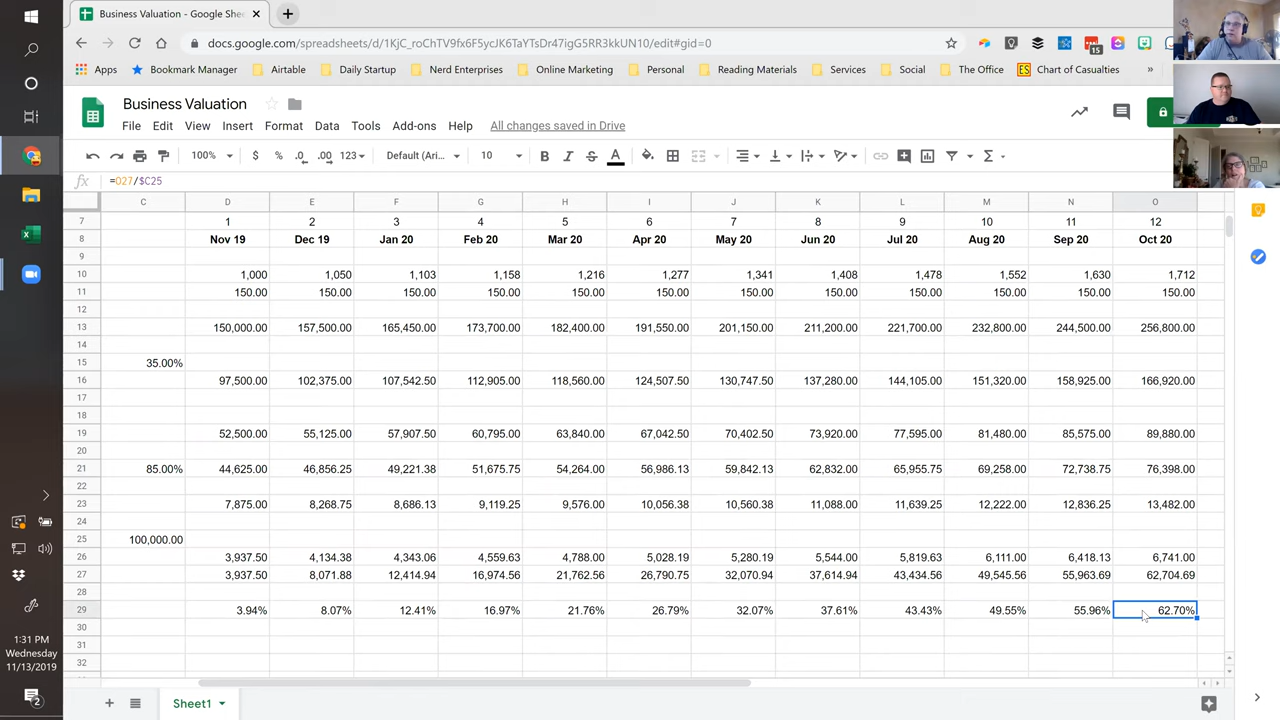 Business Valuation - Google Shee
docs.google.com/spreadsheets/d/1KjC_roChTV9fx6F5ycJK6TaYTsDr47igG5RR3kkUN10/edit#gid=0
Apps Bookmark Manager Airtable Daily Startup Nerd Enterpris Online Marketing Personal Reading Materials Services Social The Office ES Chart of Casualties »
Business Valuation
File Edit View Insert Format Data Tools Add-ons Help All changes saved in Drive
100% $ % .0 .00 123 Default (Ari... 10 B I S A Σ
fx =O27/$C25
C D E F G H I J K L M N O
7 1 2 3 4 5 6 7 8 9 10 11 12
8 Nov 19 Dec 19 Jan 20 Feb 20 Mar 20 Apr 20 May 20 Jun 20 Jul 20 Aug 20 Sep 20 Oct 20
9
10 1,000 1,050 1,103 1,158 1,216 1,277 1,341 1,408 1,478 1,552 1,630 1,712
11 150.00 150.00 150.00 150.00 150.00 150.00 150.00 150.00 150.00 150.00 150.00 150.00
12
13 150,000.00 157,500.00 165,450.00 173,700.00 182,400.00 191,550.00 201,150.00 211,200.00 221,700.00 232,800.00 244,500.00 256,800.00
14
15 35.00%
16 97,500.00 102,375.00 107,542.50 112,905.00 118,560.00 124,507.50 130,747.50 137,280.00 144,105.00 151,320.00 158,925.00 166,920.00
17
18
19 52,500.00 55,125.00 57,907.50 60,795.00 63,840.00 67,042.50 70,402.50 73,920.00 77,595.00 81,480.00 85,575.00 89,880.00
20
21 85.00% 44,625.00 46,856.25 49,221.38 51,675.75 54,264.00 56,986.13 59,842.13 62,832.00 65,955.75 69,258.00 72,738.75 76,398.00
22
23 7,875.00 8,268.75 8,686.13 9,119.25 9,576.00 10,056.38 10,560.38 11,088.00 11,639.25 12,222.00 12,836.25 13,482.00
24
25 100,000.00
26 3,937.50 4,134.38 4,343.06 4,559.63 4,788.00 5,028.19 5,280.19 5,544.00 5,819.63 6,111.00 6,418.13 6,741.00
27 3,937.50 8,071.88 12,414.94 16,974.56 21,762.56 26,790.75 32,070.94 37,614.94 43,434.56 49,545.56 55,963.69 62,704.69
28
29 3.94% 8.07% 12.41% 16.97% 21.76% 26.79% 32.07% 37.61% 43.43% 49.55% 55.96% 62.70%
30
31
32
Sheet1
1:31 PM
Wednesday
11/13/2019
2
15